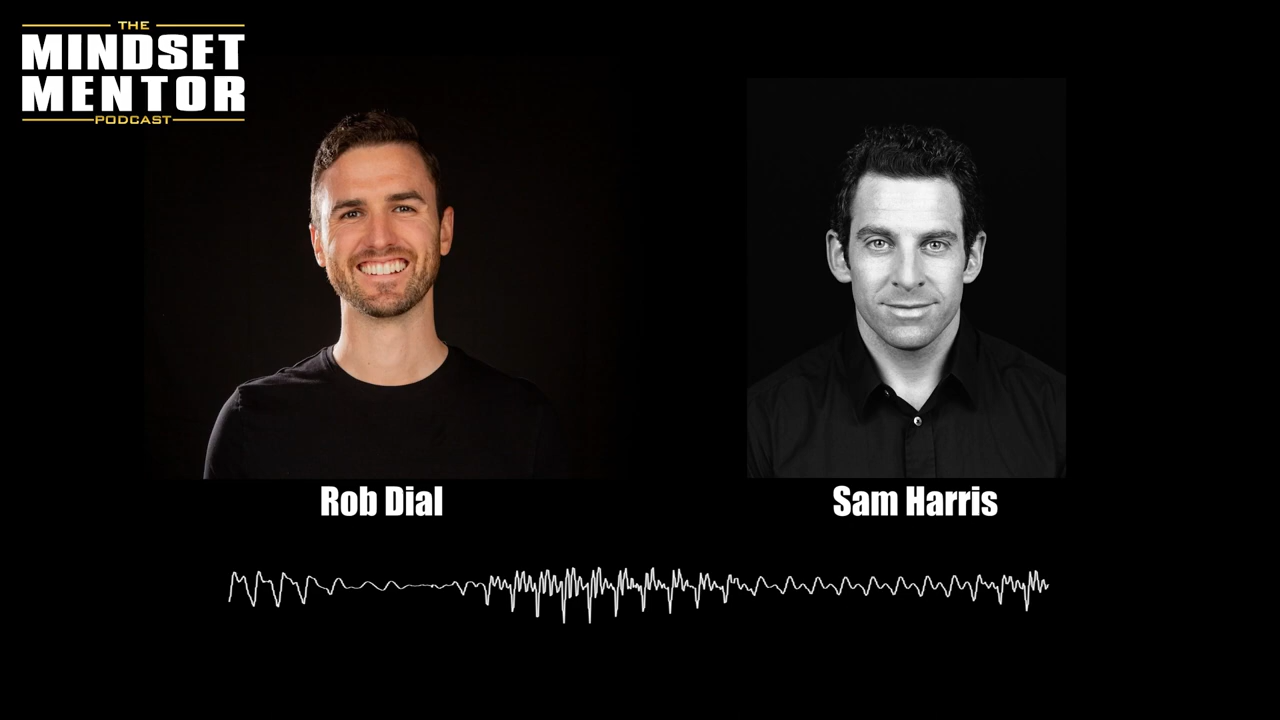 THE
MINDSET
MENTOR
PODCAST
Rob Dial
Sam Harris